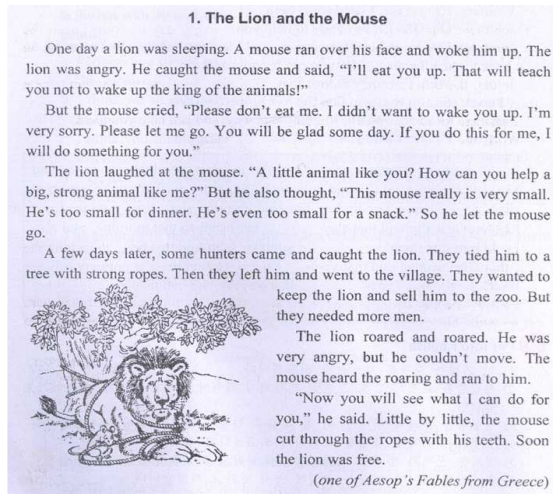 1. The Lion and the Mouse
One day a lion was sleeping. A mouse ran over his face and woke him up. The
lion was angry. He caught the mouse and said, “I’ll eat you up. That will teach
you not to wake up the king of the animals!”
But the mouse cried, “Please don’t eat me. I didn’t want to wake you up. I’m
very sorry. Please let me go. You will be glad some day. If you do this for me, I
will do something for you.”
The lion laughed at the mouse. “A little animal like you? How can you help a
big, strong animal like me?” But he also thought, “This mouse really is very small.
He’s too small for dinner. He’s even too small for a snack.” So he let the mouse
go.
A few days later, some hunters came and caught the lion. They tied him to a
tree with strong ropes. Then they left him and went to the village. They wanted to
keep the lion and sell him to the zoo. But
they needed more men.
The lion roared and roared. He was
very angry, but he couldn’t move. The
mouse heard the roaring and ran to him.
“Now you will see what I can do for
you,” he said. Little by little, the mouse
cut through the ropes with his teeth. Soon
the lion was free.
(one of Aesop’s Fables from Greece)